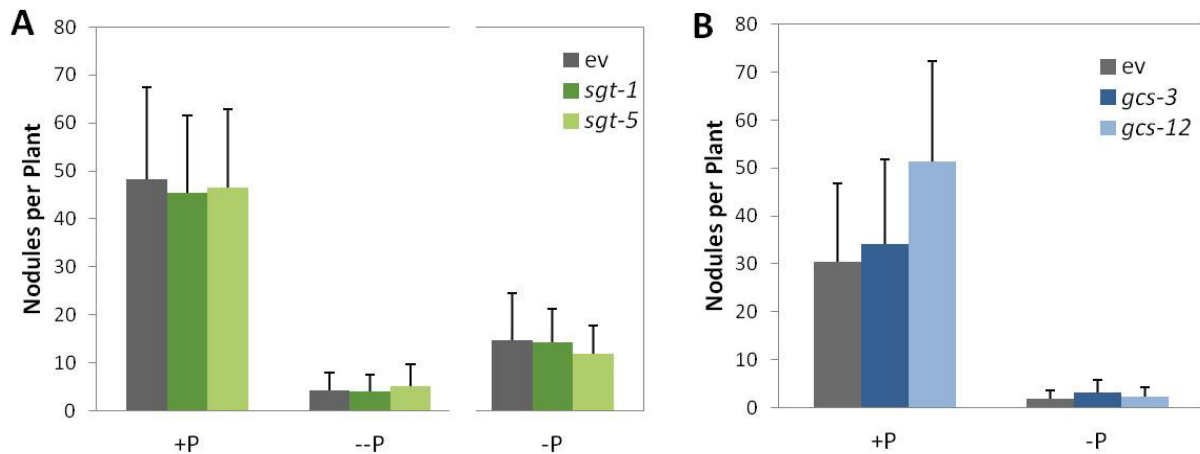 A
Nodules per Plant
80
70
60
50
40
30
20
10
0
ev
sgt-1
sgt-5
+P
--P
-P
B
Nodules per Plant
80
70
60
50
40
30
20
10
0
ev
gcs-3
gcs-12
+P
-P